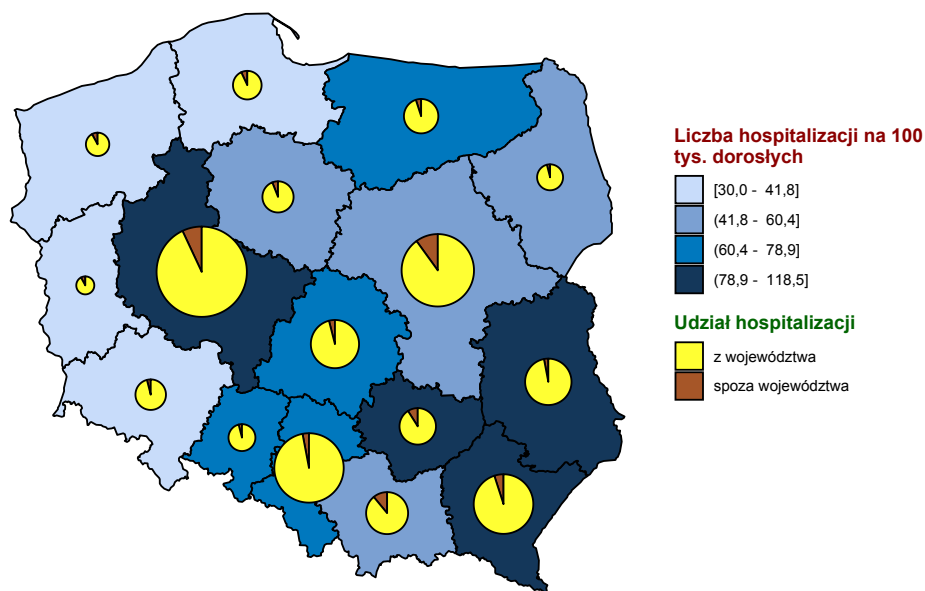 Liczba hospitalizacji na 100
tys. dorosłych
[30,0 - 41,8]
(41,8 - 60,4]
(60,4 - 78,9]
(78,9 - 118,5]
Udział hospitalizacji
z województwa
spoza województwa